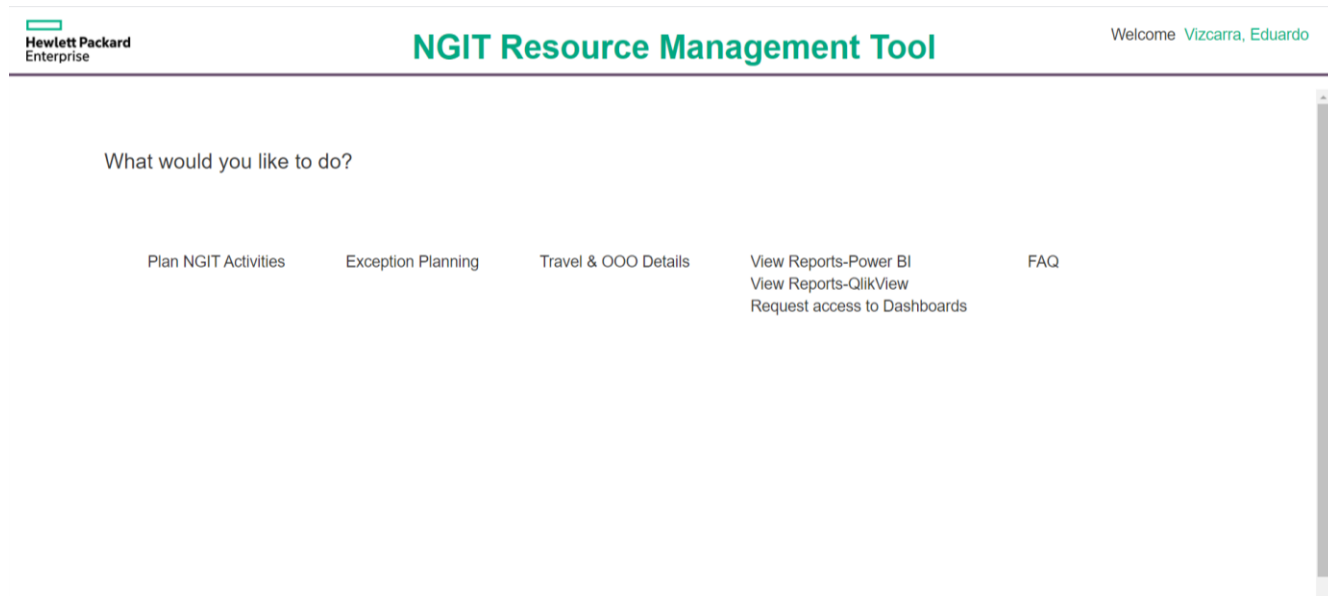 Hewlett Packard
Enterprise
NGIT Resource Management Tool
Welcome Vizcarra, Eduardo
What would you like to do?
Plan NGIT Activities
Exception Planning
Travel & OOO Details
View Reports-Power BI
View Reports-QlikView
Request access to Dashboards
FAQ